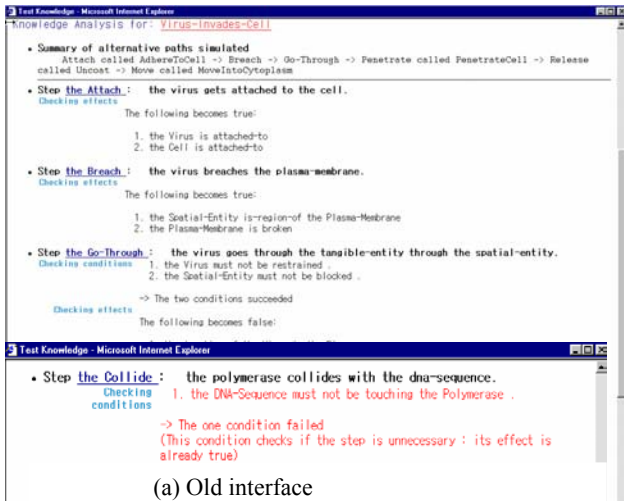 Test Knowledge - Microsoft Internet Explorer
Knowledge Analysis for: Virus-Invades-Cell
• Summary of alternative paths simulated
Attach called AdhereToCell -> Breach -> Go-Through -> Penetrate called PenetrateCell -> Release
called Uncoat -> Move called MoveIntoCytoplasm
• Step the Attach : the virus gets attached to the cell.
Checking effects
The following becomes true:
1. the Virus is attached-to
2. the Cell is attached-to
• Step the Breach : the virus breaches the plasma-membrane.
Checking effects
The following becomes true:
1. the Spatial-Entity is-region-of the Plasma-Membrane
2. the Plasma-Membrane is broken
• Step the Go-Through : the virus goes through the tangible-entity through the spatial-entity.
Checking conditions 1. the Virus must not be restrained .
2. the Spatial-Entity must not be blocked .
-> The two conditions succeeded
Checking effects
The following becomes false:
Test Knowledge - Microsoft Internet Explorer
• Step the Collide : the polymerase collides with the dna-sequence.
Checking 1. the DNA-Sequence must not be touching the Polymerase .
conditions
-> The one condition failed
(This condition checks if the step is unnecessary : its effect is
already true)
(a) Old interface